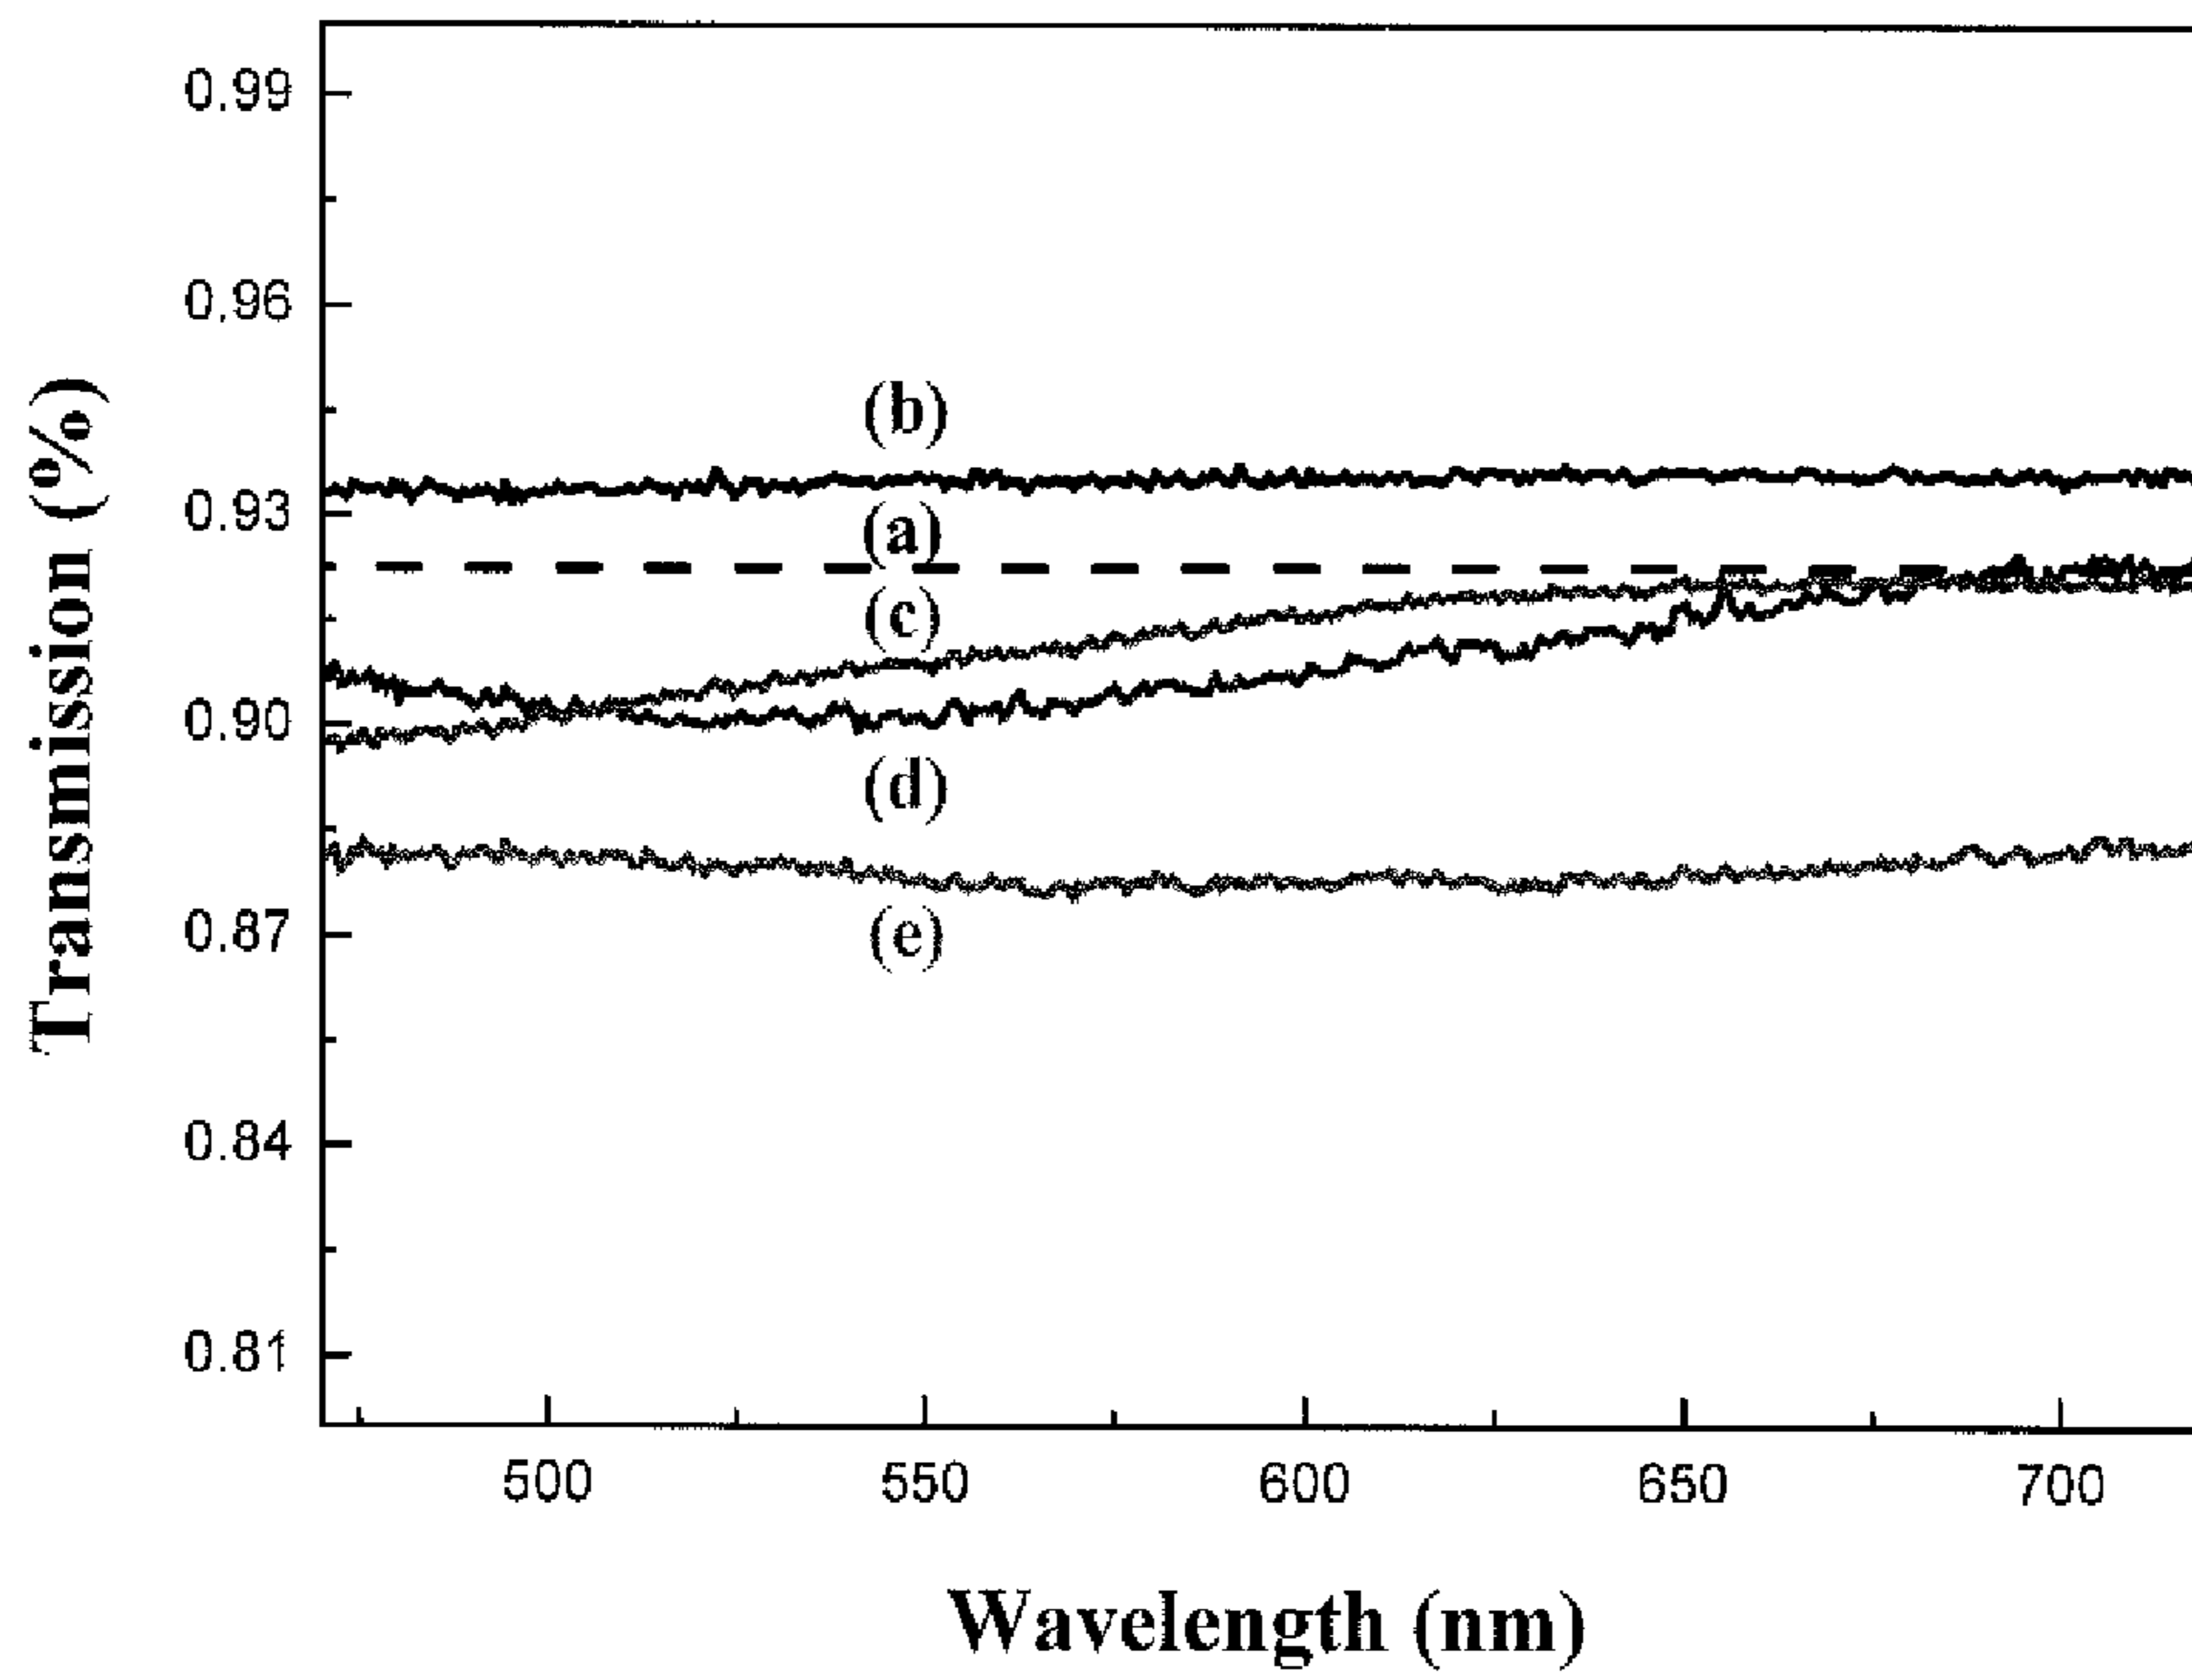 0.99
0.96
0.93
0.90
0.87
0.84
0.81
Transmission (%)
(b)
(a)
(c)
(d)
(e)
500 550 600 650 700
Wavelength (nm)